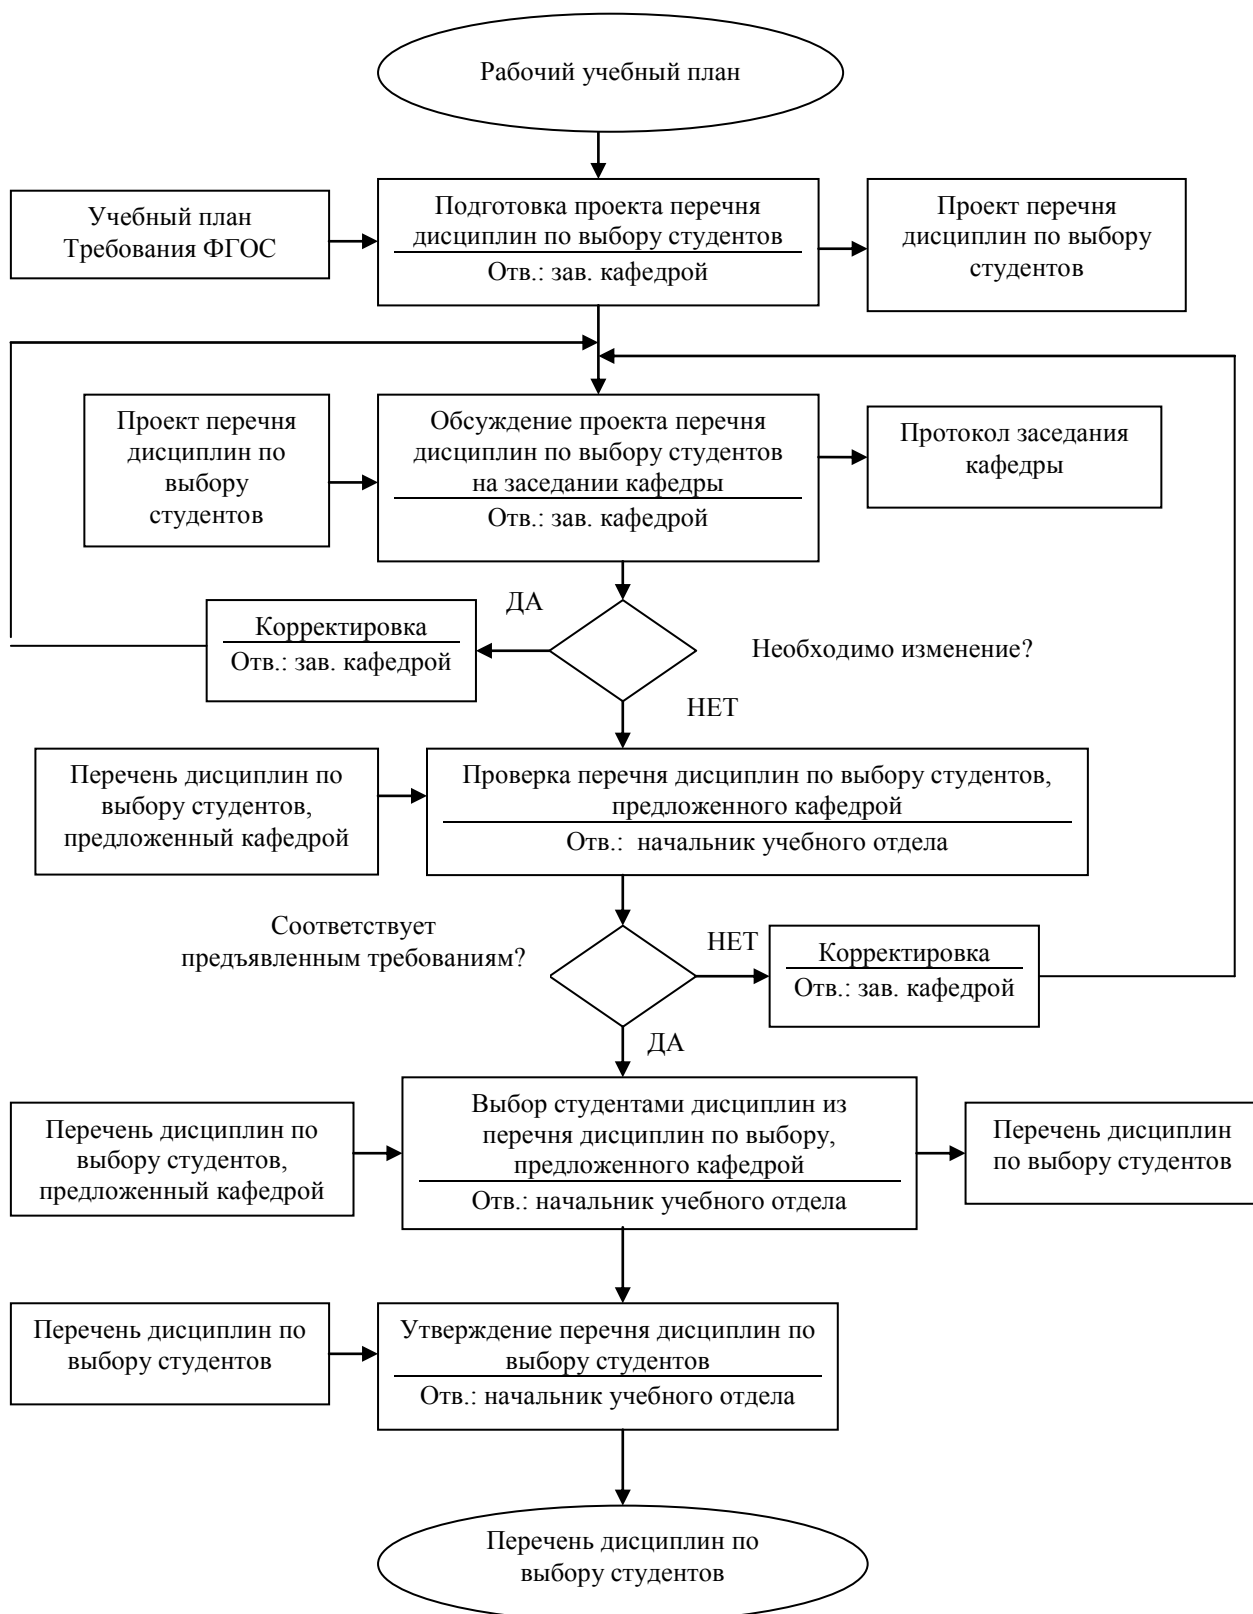 Рабочий учебный план
Учебный план
Требования ФГОС
Подготовка проекта перечня
дисциплин по выбору студентов
Отв.: зав. кафедрой
Проект перечня
дисциплин по выбору
студентов
Проект перечня
дисциплин по
выбору
студентов
Обсуждение проекта перечня
дисциплин по выбору студентов
на заседании кафедры
Отв.: зав. кафедрой
Протокол заседания
кафедры
ДА
Корректировка
Отв.: зав. кафедрой
Необходимо изменение?
НЕТ
Перечень дисциплин по
выбору студентов,
предложенный кафедрой
Проверка перечня дисциплин по выбору студентов,
предложенного кафедрой
Отв.: начальник учебного отдела
Соответствует
предъявленным требованиям?
НЕТ
Корректировка
Отв.: зав. кафедрой
ДА
Перечень дисциплин по
выбору студентов,
предложенный кафедрой
Выбор студентами дисциплин из
перечня дисциплин по выбору,
предложенного кафедрой
Отв.: начальник учебного отдела
Перечень дисциплин
по выбору студентов
Перечень дисциплин по
выбору студентов
Утверждение перечня дисциплин по
выбору студентов
Отв.: начальник учебного отдела
Перечень дисциплин по
выбору студентов